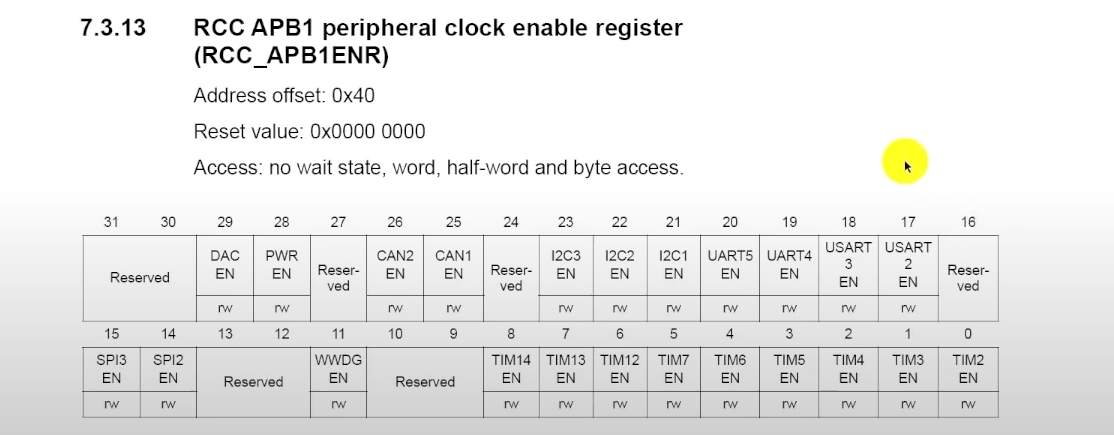 7.3.13 RCC APB1 peripheral clock enable register
(RCC_APB1ENR)
Address offset: 0x40
Reset value: 0x0000 0000
Access: no wait state, word, half-word and byte access.
31 30 29 28 27 26 25 24 23 22 21 20 19 18 17 16
Reserved
DAC
EN
PWR
EN
Reser-
ved
CAN2
EN
CAN1
EN
Reser-
ved
I2C3
EN
I2C2
EN
I2C1
EN
UART5
EN
UART4
EN
USART
3
EN
USART
2
EN
Reser-
ved
rw rw rw rw rw rw rw rw rw rw rw
15 14 13 12 11 10 9 8 7 6 5 4 3 2 1 0
SPI3
EN
SPI2
EN
Reserved
WWDG
EN
Reserved
TIM14
EN
TIM13
EN
TIM12
EN
TIM7
EN
TIM6
EN
TIM5
EN
TIM4
EN
TIM3
EN
TIM2
EN
rw rw rw rw rw rw rw rw rw rw rw rw